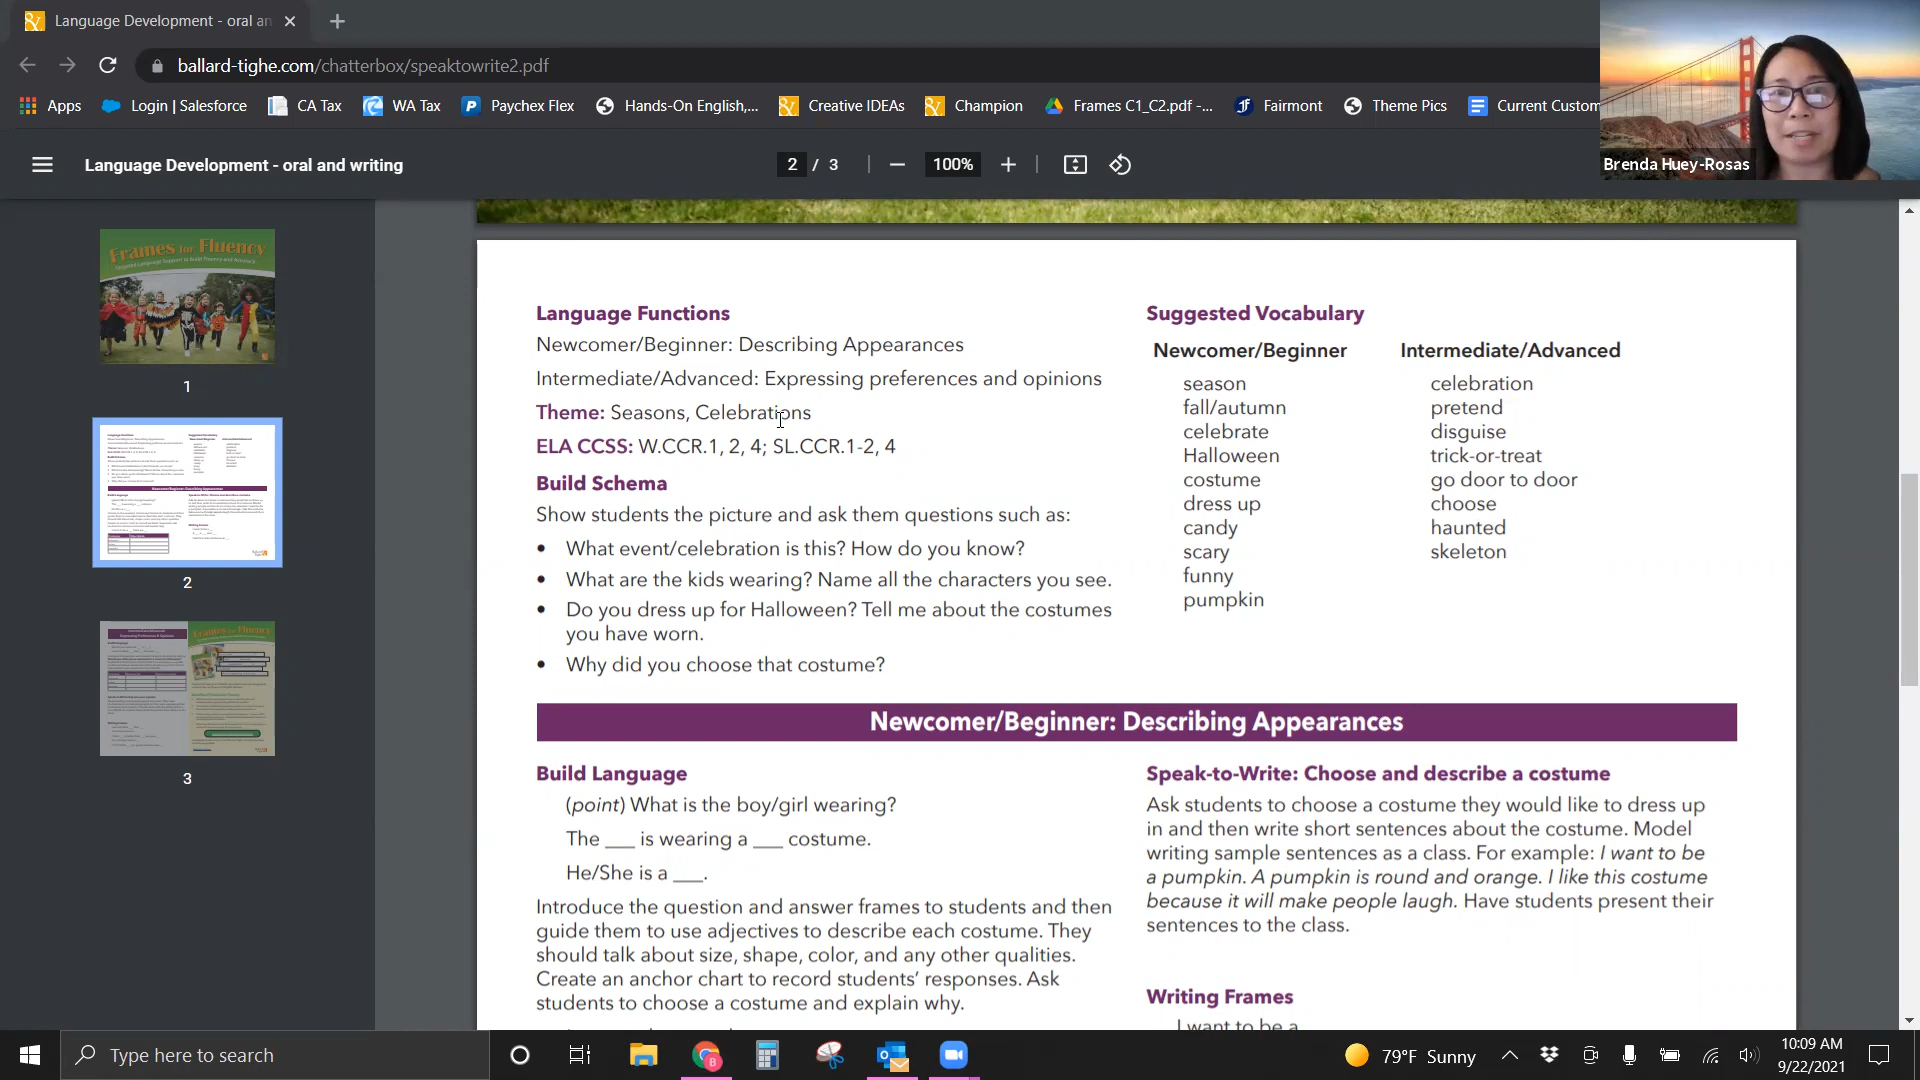 Language Development - oral an
ballard-tighe.com/chatterbox/speaktowrite2.pdf
Apps
Login | Salesforce
CA Tax
WA Tax
Paychex Flex
Hands-On English,...
Creative IDEAs
Champion
Frames C1_C2.pdf -...
Fairmont
Theme Pics
Current Custom
Brenda Huey-Rosas
Language Development - oral and writing
2 / 3
100%
Frames for Fluency
1
2
3
Language Functions
Newcomer/Beginner: Describing Appearances
Intermediate/Advanced: Expressing preferences and opinions
Theme: Seasons, Celebrations
ELA CCSS: W.CCR.1, 2, 4; SL.CCR.1-2, 4
Build Schema
Show students the picture and ask them questions such as:
• What event/celebration is this? How do you know?
• What are the kids wearing? Name all the characters you see.
• Do you dress up for Halloween? Tell me about the costumes
you have worn.
• Why did you choose that costume?
Suggested Vocabulary
Newcomer/Beginner
season
fall/autumn
celebrate
Halloween
costume
dress up
candy
scary
funny
pumpkin
Intermediate/Advanced
celebration
pretend
disguise
trick-or-treat
go door to door
choose
haunted
skeleton
Newcomer/Beginner: Describing Appearances
Build Language
(point) What is the boy/girl wearing?
The ___ is wearing a ___ costume.
He/She is a ___.
Introduce the question and answer frames to students and then
guide them to use adjectives to describe each costume. They
should talk about size, shape, color, and any other qualities.
Create an anchor chart to record students' responses. Ask
students to choose a costume and explain why.
Speak-to-Write: Choose and describe a costume
Ask students to choose a costume they would like to dress up
in and then write short sentences about the costume. Model
writing sample sentences as a class. For example: I want to be
a pumpkin. A pumpkin is round and orange. I like this costume
because it will make people laugh. Have students present their
sentences to the class.
Writing Frames
I want to be a
Type here to search
79°F Sunny
10:09 AM
9/22/2021